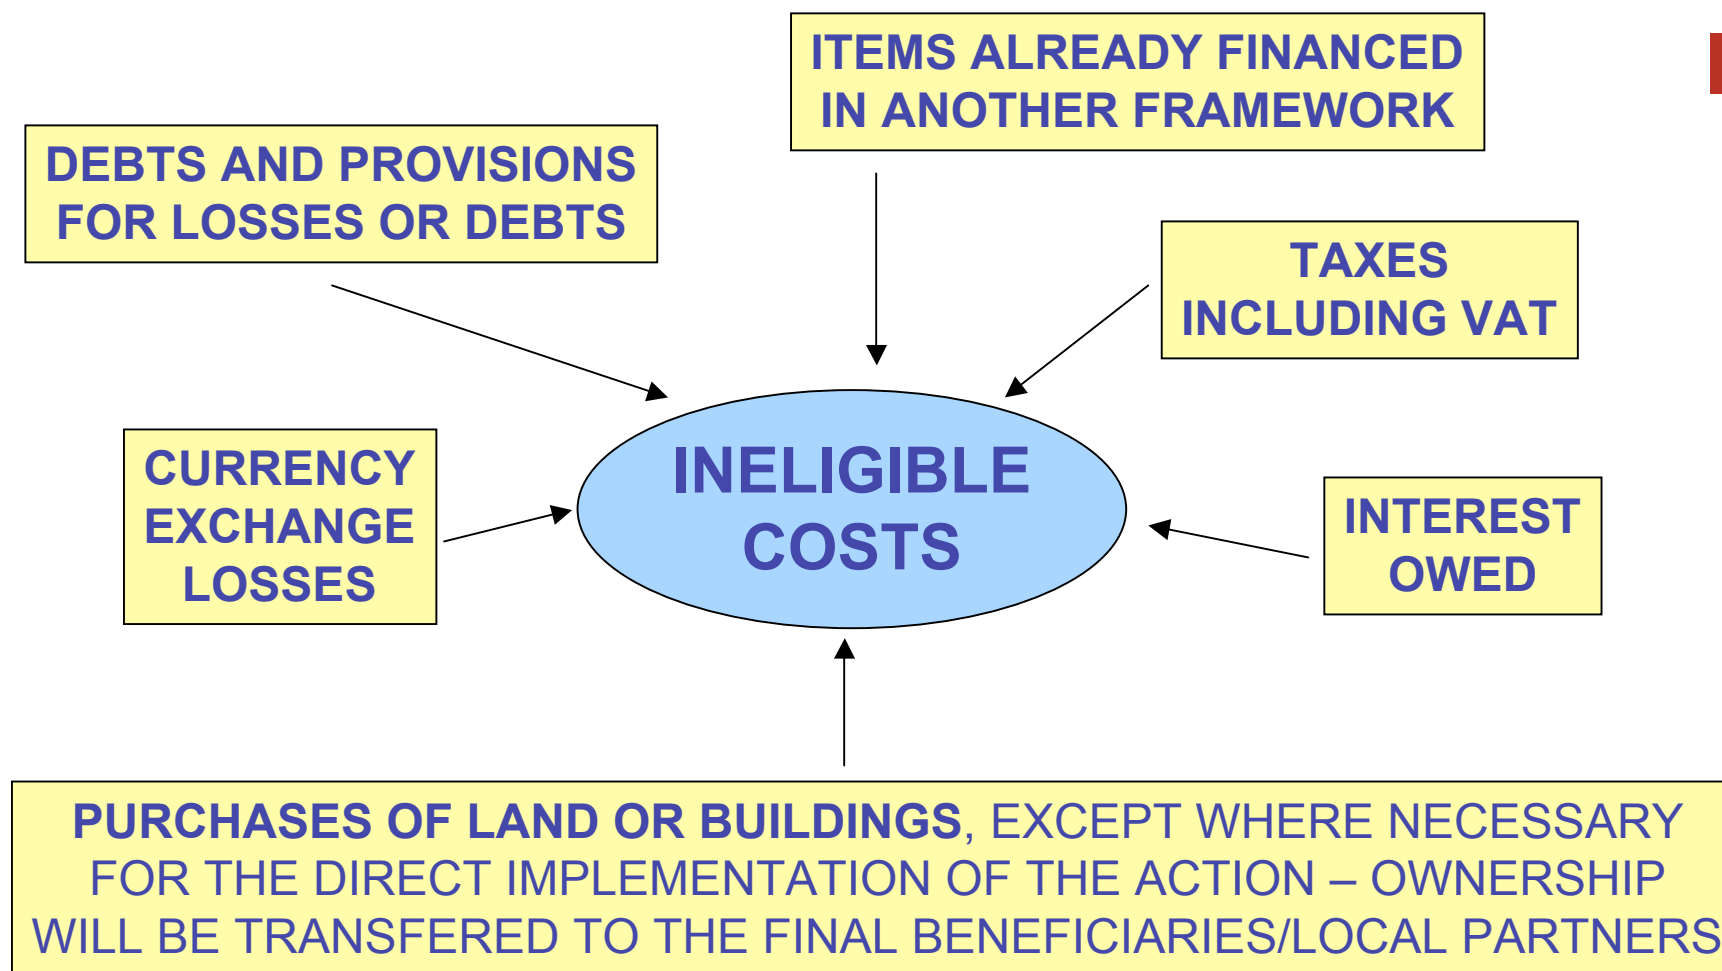 ITEMS ALREADY FINANCED
IN ANOTHER FRAMEWORK
DEBTS AND PROVISIONS
FOR LOSSES OR DEBTS
TAXES
INCLUDING VAT
CURRENCY
EXCHANGE
LOSSES
INELIGIBLE
COSTS
INTEREST
OWED
PURCHASES OF LAND OR BUILDINGS, EXCEPT WHERE NECESSARY
FOR THE DIRECT IMPLEMENTATION OF THE ACTION – OWNERSHIP
WILL BE TRANSFERED TO THE FINAL BENEFICIARIES/LOCAL PARTNERS